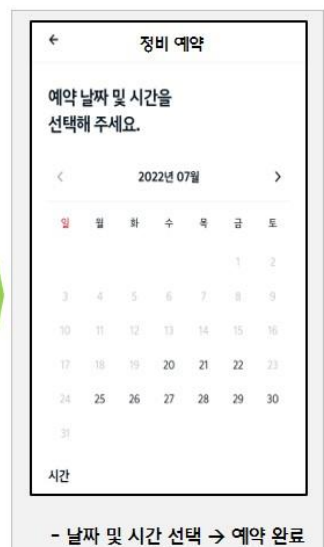 ← 정비 예약
예약 날짜 및 시간을
선택해 주세요.
< 2022년 07월 >
일 월 화 수 목 금 토
1 2
3 4 5 6 7 8 9
10 11 12 13 14 15 16
17 18 19 20 21 22 23
24 25 26 27 28 29 30
31
시간
- 날짜 및 시간 선택 → 예약 완료